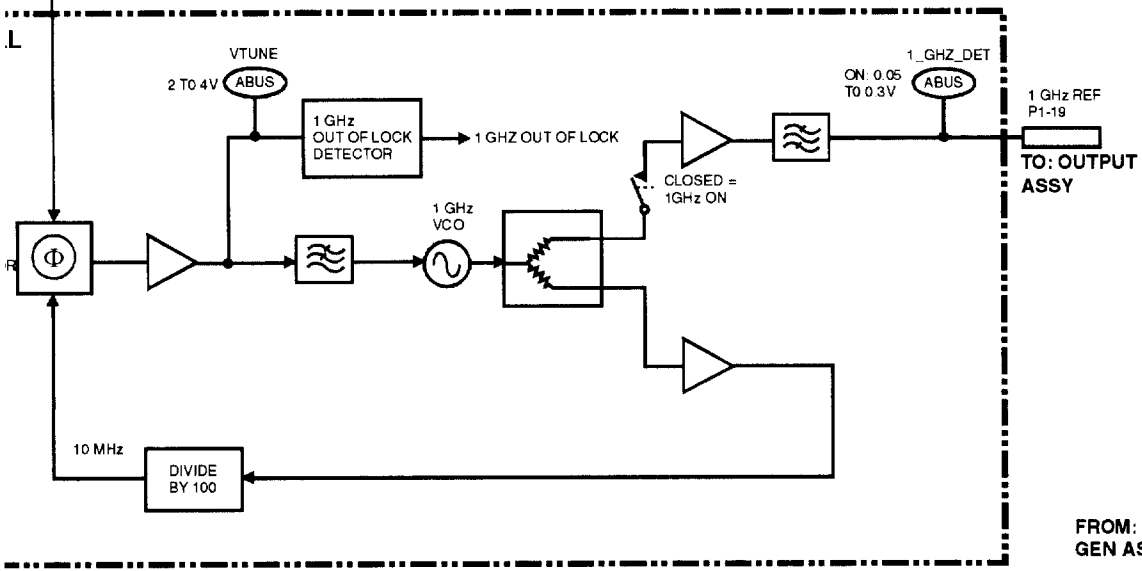 .L
VTUNE
2 TO 4V
ABUS
1 GHz
OUT OF LOCK
DETECTOR
1 GHZ OUT OF LOCK
1_GHZ_DET
ON: 0.05
TO 0 3V
ABUS
1 GHz REF
P1-19
TO: OUTPUT
ASSY
CLOSED =
1GHz ON
1 GHz
VCO
R
Φ
10 MHz
DIVIDE
BY 100
FROM:
GEN AS